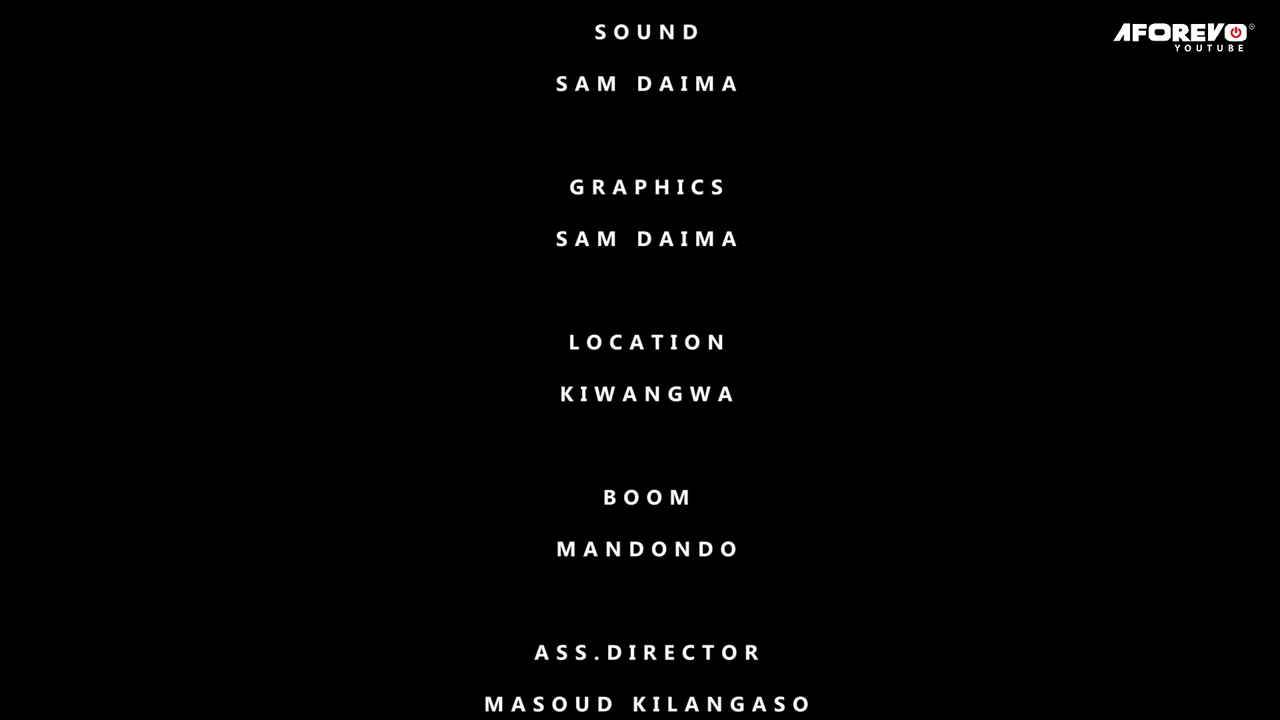 SOUND
AFOREVO
YOUTUBE
SAM DAIMA
GRAPHICS
SAM DAIMA
LOCATION
KIWANGWA
BOOM
MANDONDO
ASS.DIRECTOR
MASOUD KILANGASO